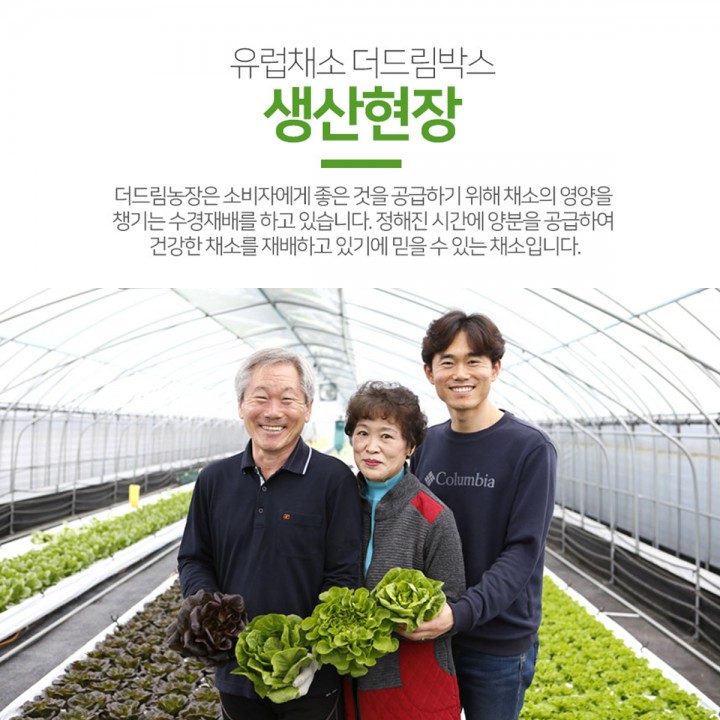 유럽채소 더드림박스
생산현장
더드림농장은 소비자에게 좋은 것을 공급하기 위해 채소의 영양을
챙기는 수경재배를 하고 있습니다. 정해진 시간에 양분을 공급하여
건강한 채소를 재배하고 있기에 믿을 수 있는 채소입니다.
Columbia